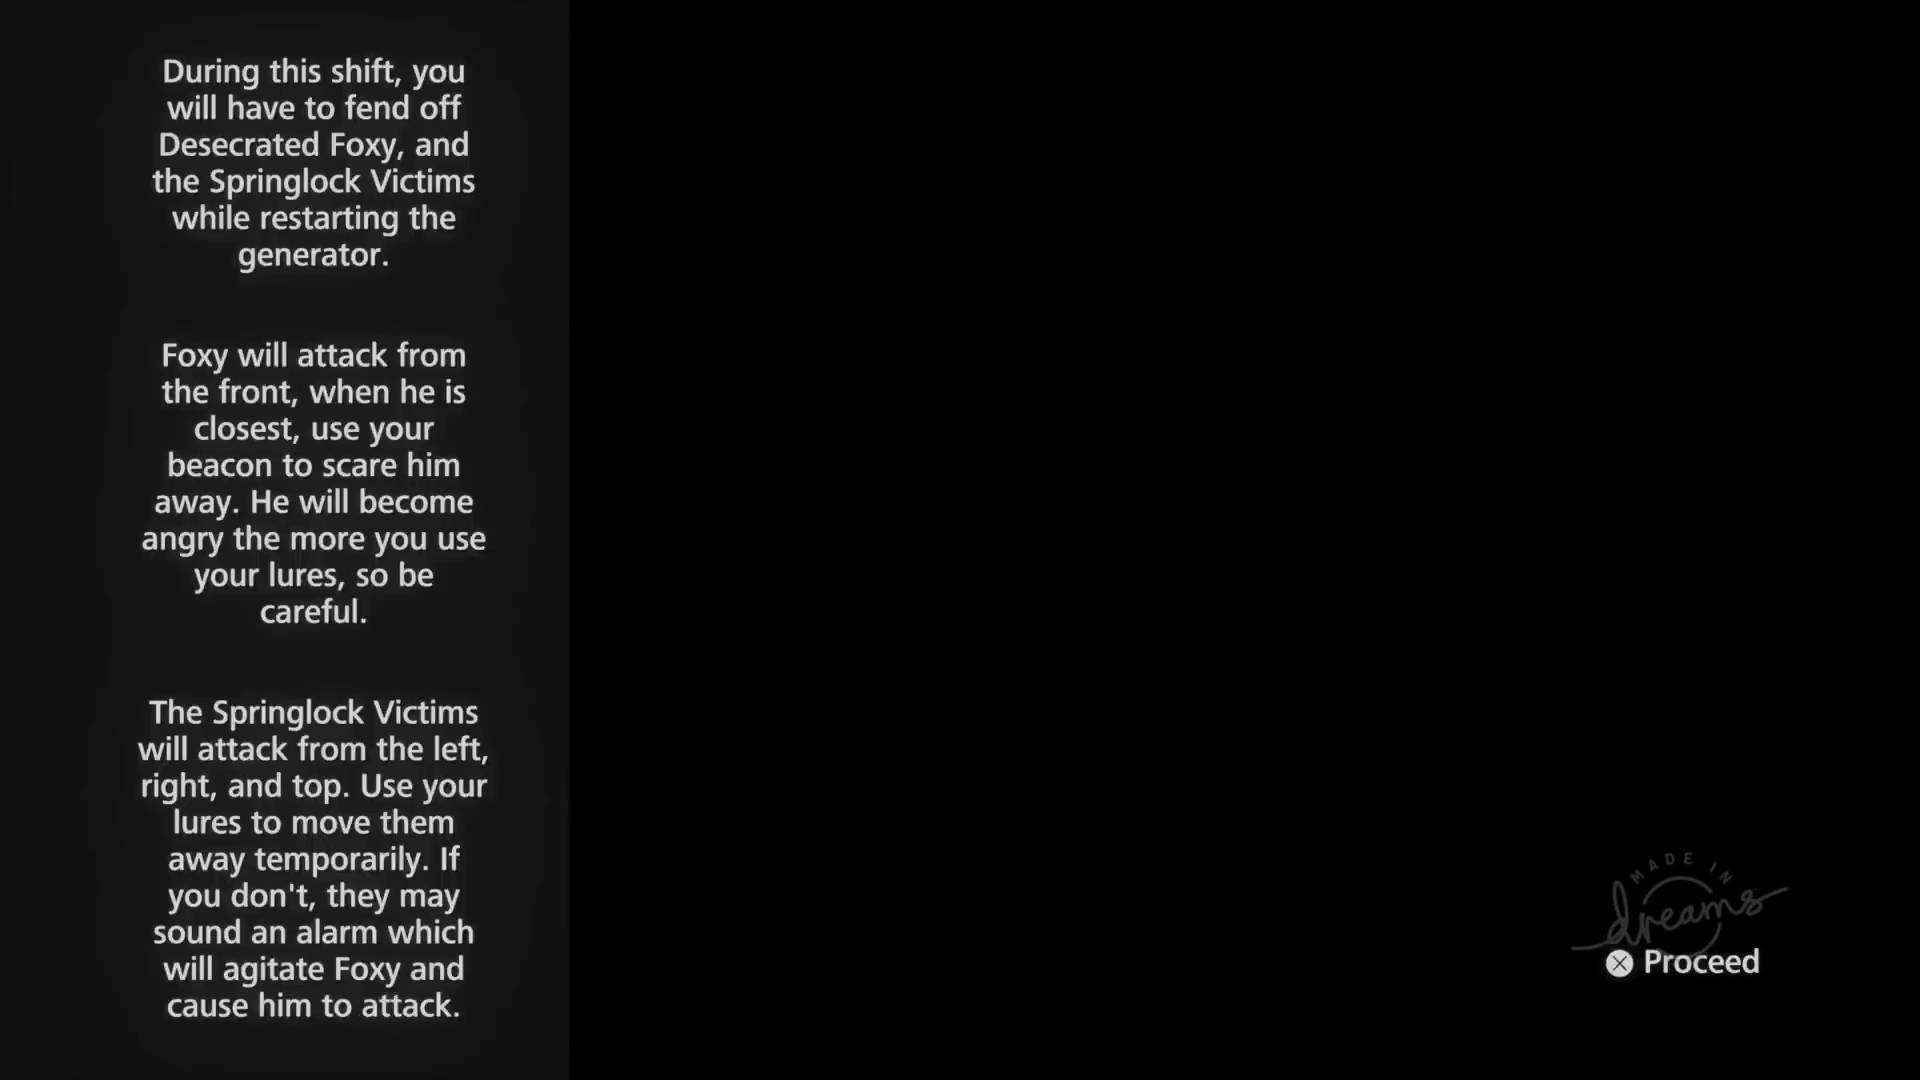 During this shift, you
will have to fend off
Desecrated Foxy, and
the Springlock Victims
while restarting the
generator.
Foxy will attack from
the front, when he is
closest, use your
beacon to scare him
away. He will become
angry the more you use
your lures, so be
careful.
The Springlock Victims
will attack from the left,
right, and top. Use your
lures to move them
away temporarily. If
you don't, they may
sound an alarm which
will agitate Foxy and
cause him to attack.
MADE IN
dreams
Proceed